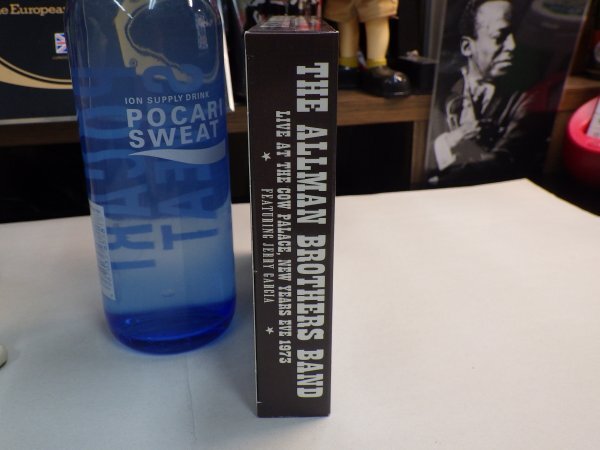 he European
ION SUPPLY DRINK
POCARI
SWEAT
THE ALLMAN BROTHERS BAND
LIVE AT THE COW PALACE, NEW YEARS EVE 1973
★ FEATURING JERRY GARCIA ★